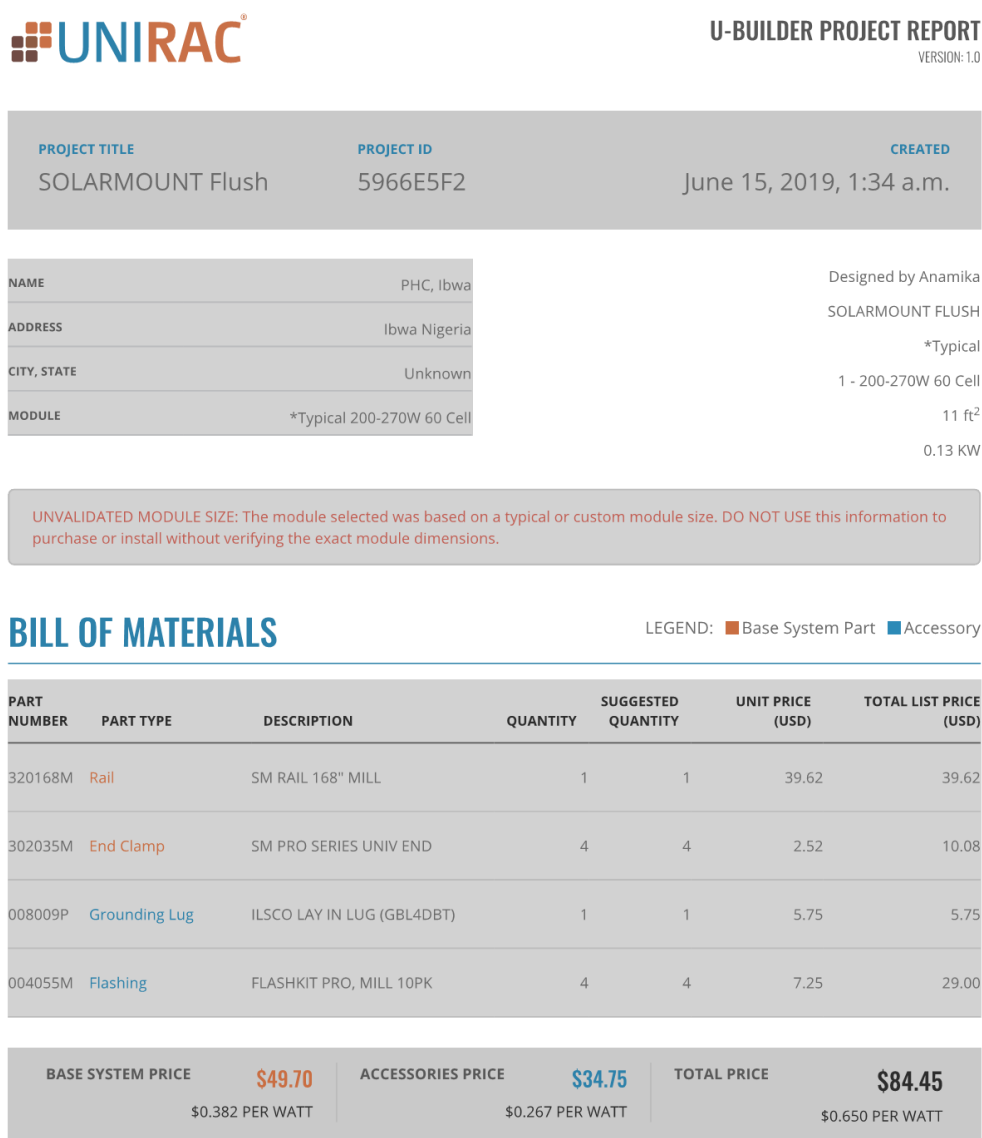 UNIRAC®
U-BUILDER PROJECT REPORT
VERSION: 1.0
PROJECT TITLE PROJECT ID CREATED
SOLARMOUNT Flush 5966E5F2 June 15, 2019, 1:34 a.m.
NAME PHC, Ibwa
ADDRESS Ibwa Nigeria
CITY, STATE Unknown
MODULE *Typical 200-270W 60 Cell
Designed by Anamika
SOLARMOUNT FLUSH
*Typical
1 - 200-270W 60 Cell
11 ft²
0.13 KW
UNVALIDATED MODULE SIZE: The module selected was based on a typical or custom module size. DO NOT USE this information to
purchase or install without verifying the exact module dimensions.
BILL OF MATERIALS
LEGEND: Base System Part Accessory
PART NUMBER PART TYPE DESCRIPTION QUANTITY SUGGESTED QUANTITY UNIT PRICE (USD) TOTAL LIST PRICE (USD)
320168M Rail SM RAIL 168" MILL 1 1 39.62 39.62
302035M End Clamp SM PRO SERIES UNIV END 4 4 2.52 10.08
008009P Grounding Lug ILSCO LAY IN LUG (GBL4DBT) 1 1 5.75 5.75
004055M Flashing FLASHKIT PRO, MILL 10PK 4 4 7.25 29.00
BASE SYSTEM PRICE $49.70
$0.382 PER WATT
ACCESSORIES PRICE $34.75
$0.267 PER WATT
TOTAL PRICE $84.45
$0.650 PER WATT